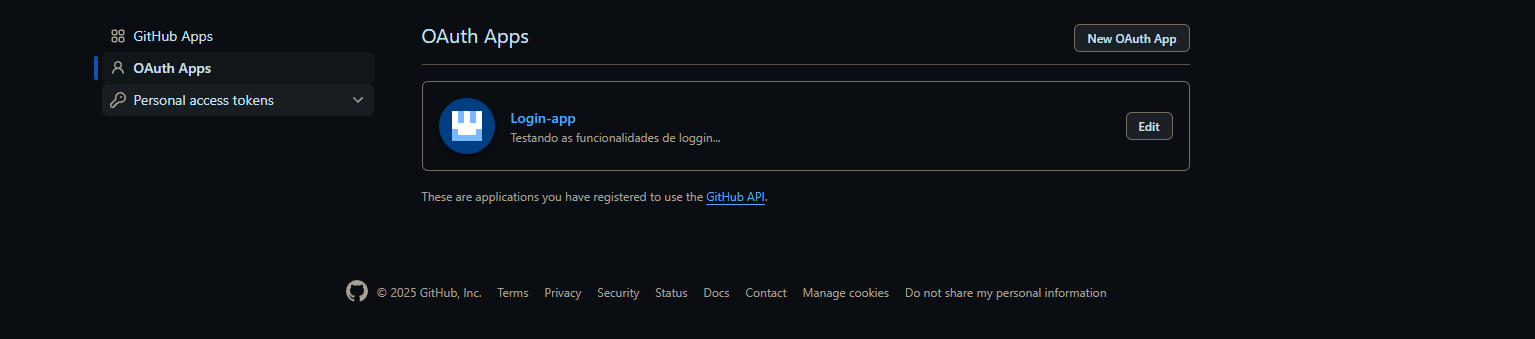 GitHub Apps
OAuth Apps
Personal access tokens
OAuth Apps
New OAuth App
Login-app
Testando as funcionalidades de loggin...
Edit
These are applications you have registered to use the GitHub API.
© 2025 GitHub, Inc. Terms Privacy Security Status Docs Contact Manage cookies Do not share my personal information